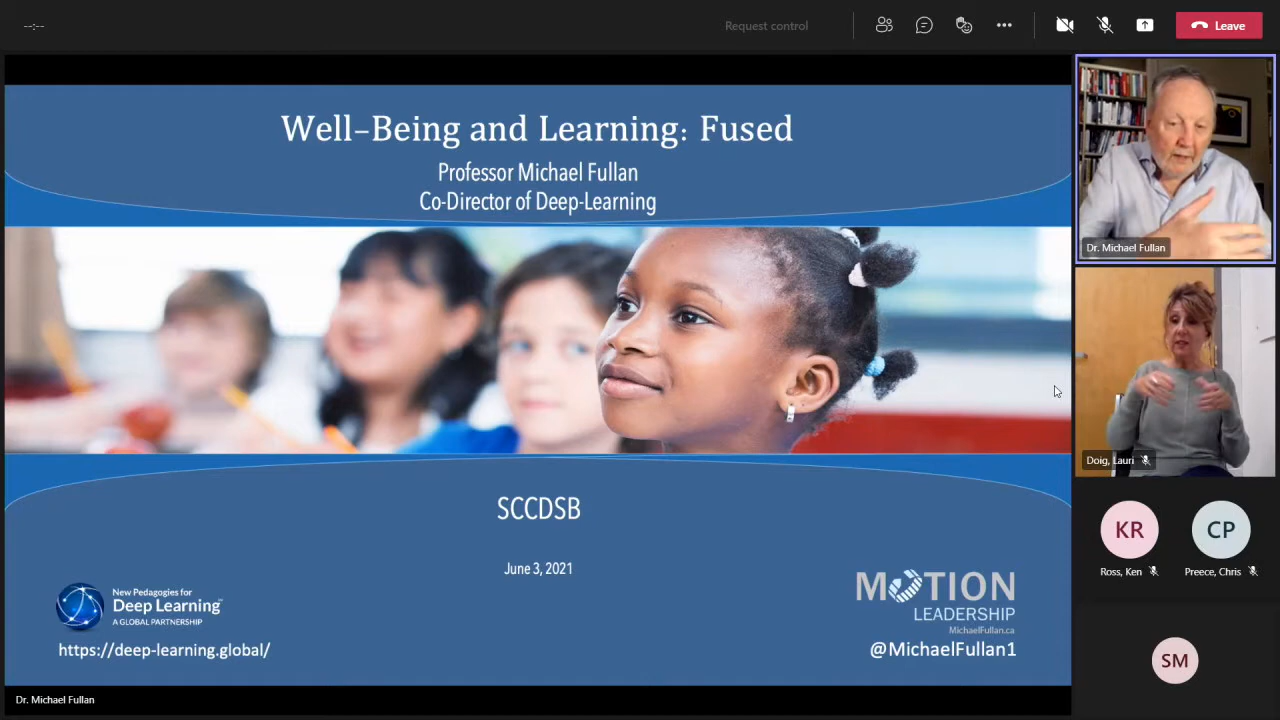 --:--
Request control
Leave
Well-Being and Learning: Fused
Professor Michael Fullan
Co-Director of Deep-Learning
Dr. Michael Fullan
Doig, Lauri
SCCDSB
KR
CP
Ross, Ken
Preece, Chris
June 3, 2021
New Pedagogies for
Deep Learning™
A GLOBAL PARTNERSHIP
https://deep-learning.global/
MOTION
LEADERSHIP
MichaelFullan.ca
@MichaelFullan1
SM
Dr. Michael Fullan